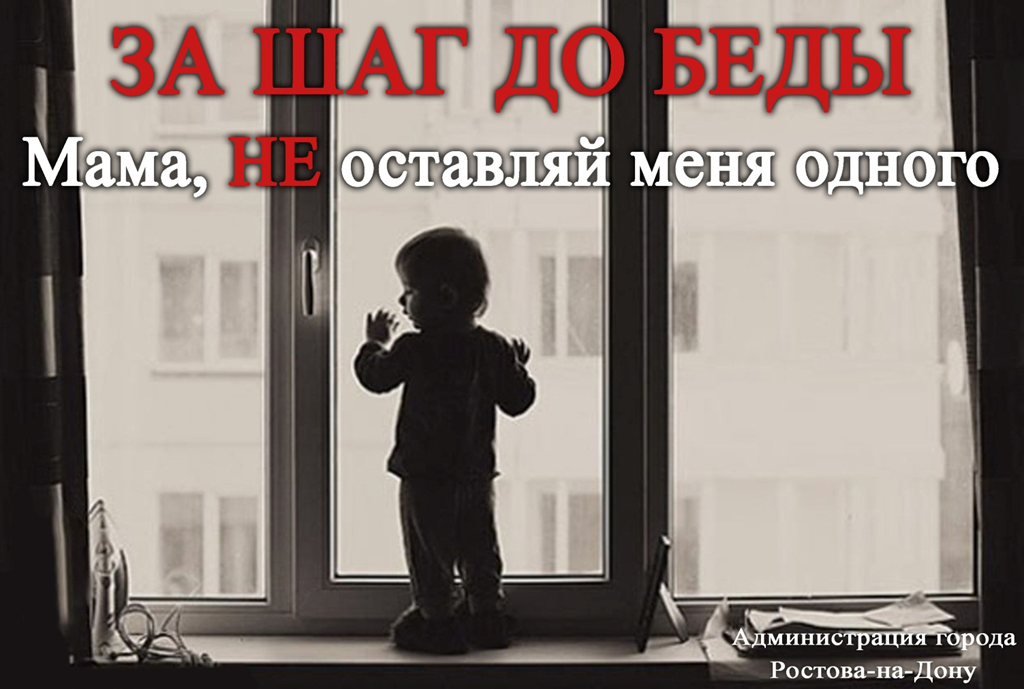 ЗА ШАГ ДО БЕДЫ
Мама, НЕ оставляй меня одного
Администрация города
Ростова-на-Дону